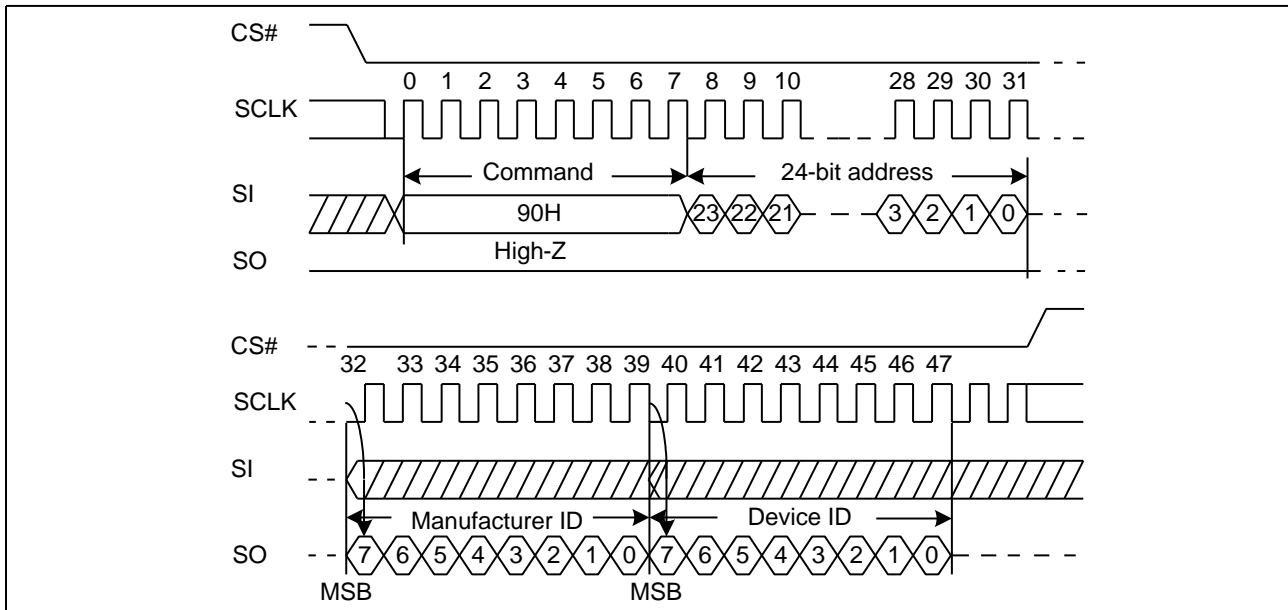 CS#
0 1 2 3 4 5 6 7 8 9 10 28 29 30 31
SCLK
Command 24-bit address
SI
90H 23 22 21 3 2 1 0
High-Z
SO
CS#
32 33 34 35 36 37 38 39 40 41 42 43 44 45 46 47
SCLK
SI
Manufacturer ID Device ID
SO 7 6 5 4 3 2 1 0 7 6 5 4 3 2 1 0
MSB MSB